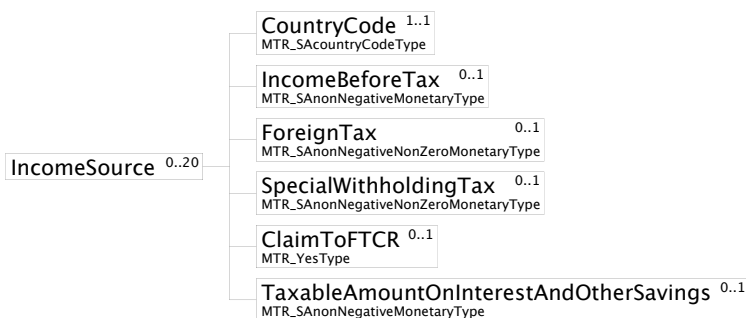 CountryCode 1..1
MTR_SAcountryCodeType
IncomeBeforeTax 0..1
MTR_SAnonNegativeMonetaryType
ForeignTax 0..1
MTR_SAnonNegativeNonZeroMonetaryType
IncomeSource 0..20
SpecialWithholdingTax 0..1
MTR_SAnonNegativeNonZeroMonetaryType
ClaimToFTCR 0..1
MTR_YesType
TaxableAmountOnInterestAndOtherSavings 0..1
MTR_SAnonNegativeMonetaryType